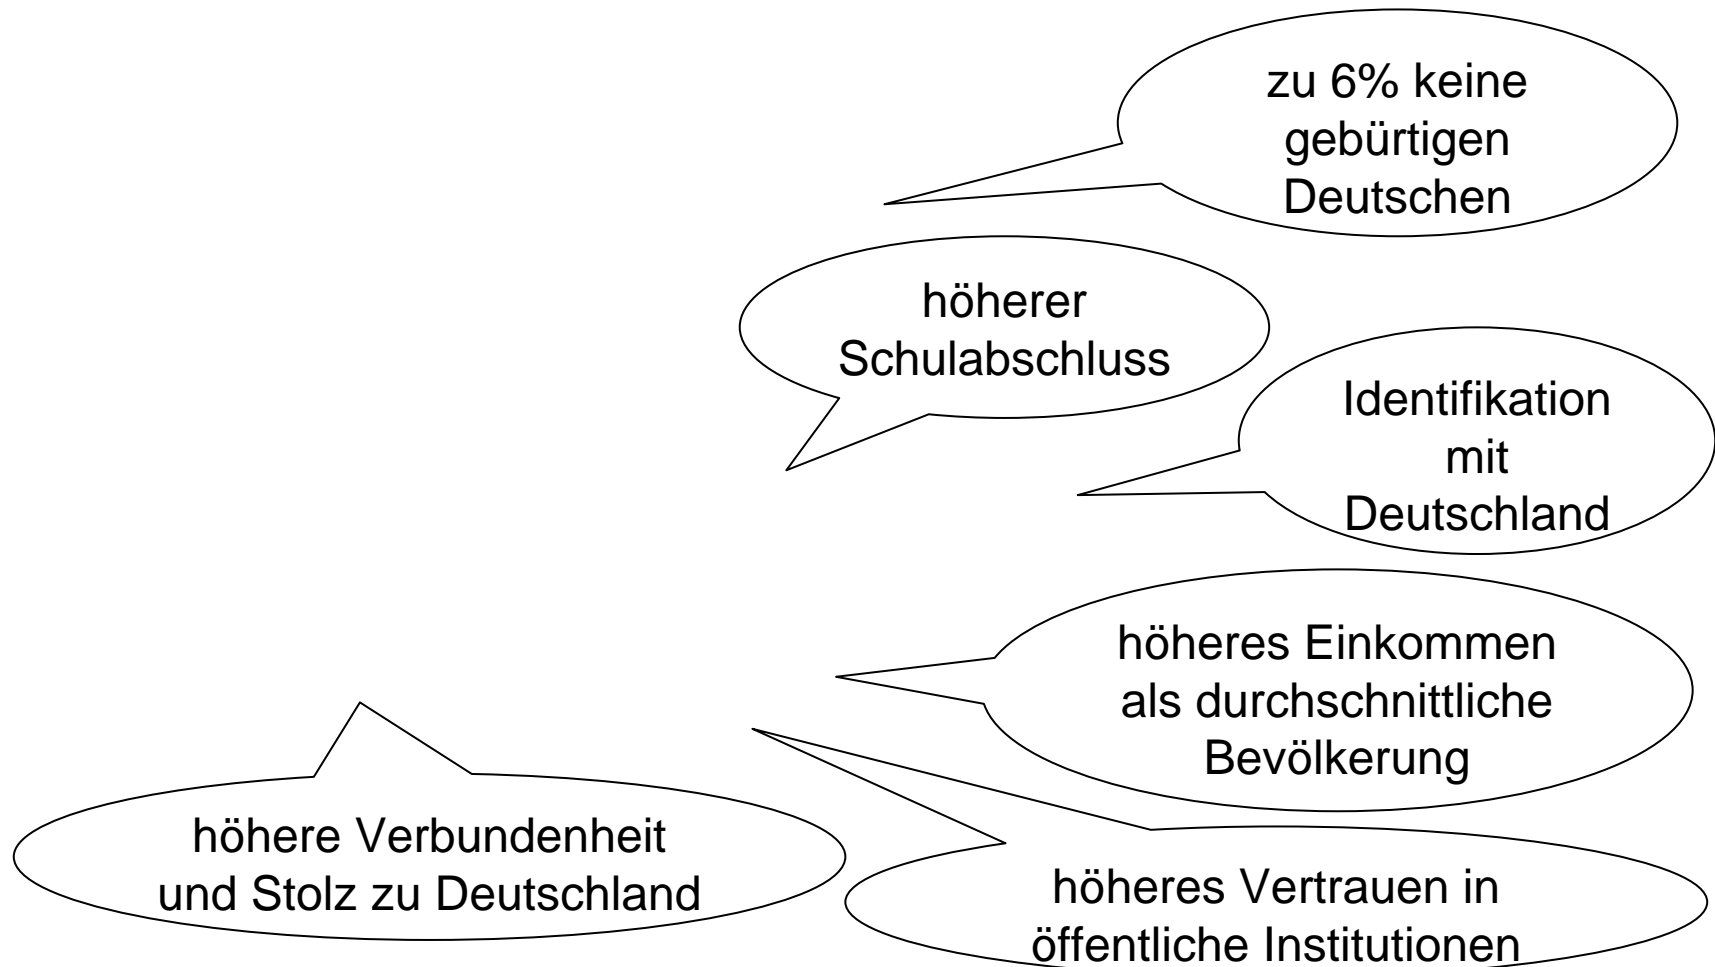 zu 6% keine
gebürtigen
Deutschen
höherer
Schulabschluss
Identifikation
mit
Deutschland
höheres Einkommen
als durchschnittliche
Bevölkerung
höhere Verbundenheit
und Stolz zu Deutschland
höheres Vertrauen in
öffentliche Institutionen